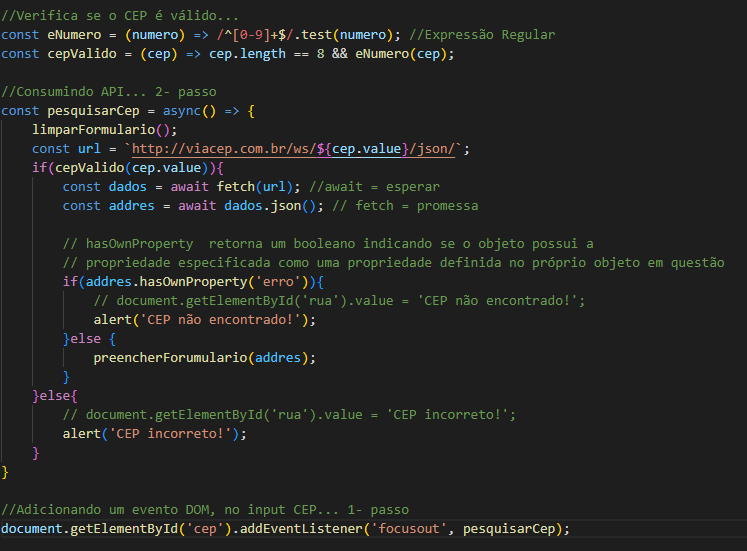 //Verifica se o CEP é válido...
const eNumero = (numero) => /^[0-9]+$/.test(numero); //Expressão Regular
const cepValido = (cep) => cep.length == 8 && eNumero(cep);

//Consumindo API... 2- passo
const pesquisarCep = async() => {
    limparFormulario();
    const url = `http://viacep.com.br/ws/${cep.value}/json/`;
    if(cepValido(cep.value)){
        const dados = await fetch(url); //await = esperar
        const addres = await dados.json(); // fetch = promessa

        // hasOwnProperty  retorna um booleano indicando se o objeto possui a
        // propriedade especificada como uma propriedade definida no próprio objeto em questão
        if(addres.hasOwnProperty('erro')){
            // document.getElementById('rua').value = 'CEP não encontrado!';
            alert('CEP não encontrado!');
        }else {
            preencherForumulario(addres);
        }
    }else{
        // document.getElementById('rua').value = 'CEP incorreto!';
        alert('CEP incorreto!');
    }
}

//Adicionando um evento DOM, no input CEP... 1- passo
document.getElementById('cep').addEventListener('focusout', pesquisarCep);